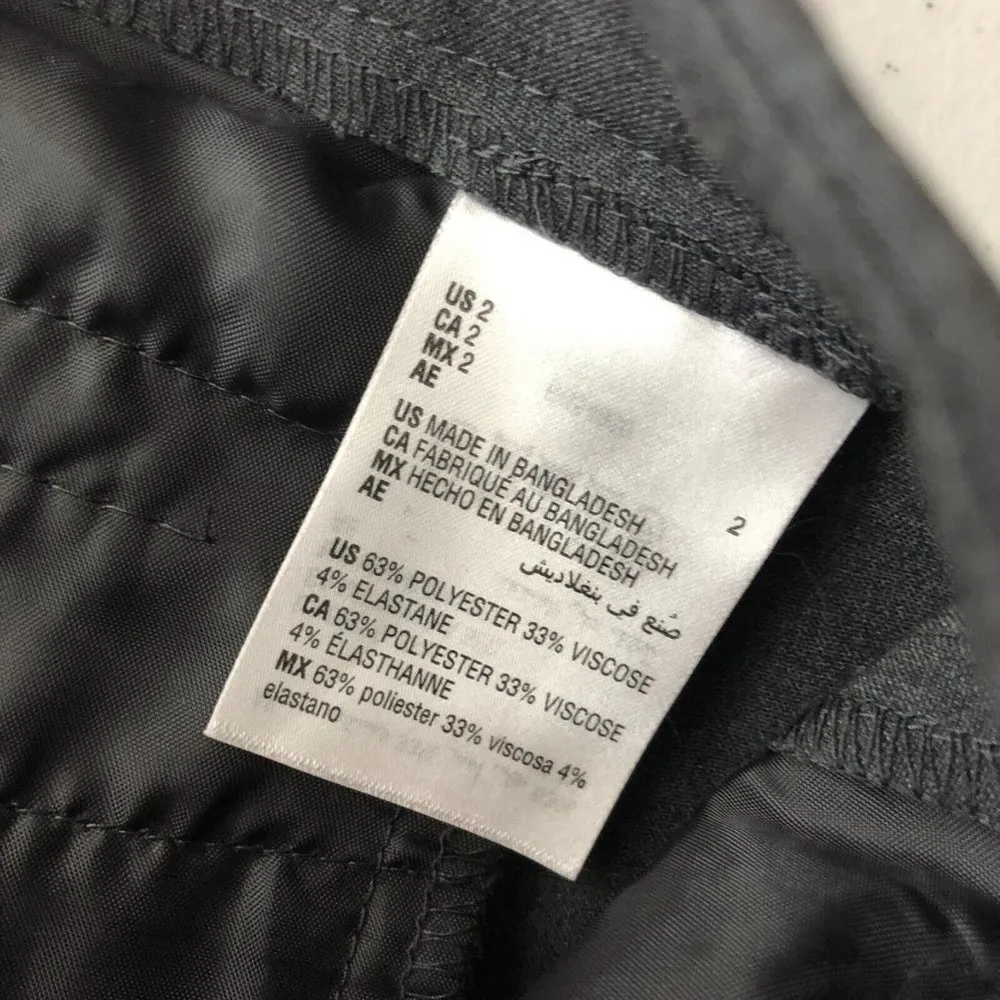 US 2
CA 2
MX 2
AE
2
US MADE IN BANGLADESH
CA FABRIQUÉ AU BANGLADESH
MX HECHO EN BANGLADESH
AE
صُنع في بنغلاديش
US 63% POLYESTER 33% VISCOSE
4% ELASTANE
CA 63% POLYESTER 33% VISCOSE
4% ÉLASTHANNE
MX 63% poliester 33% viscosa 4%
elastano